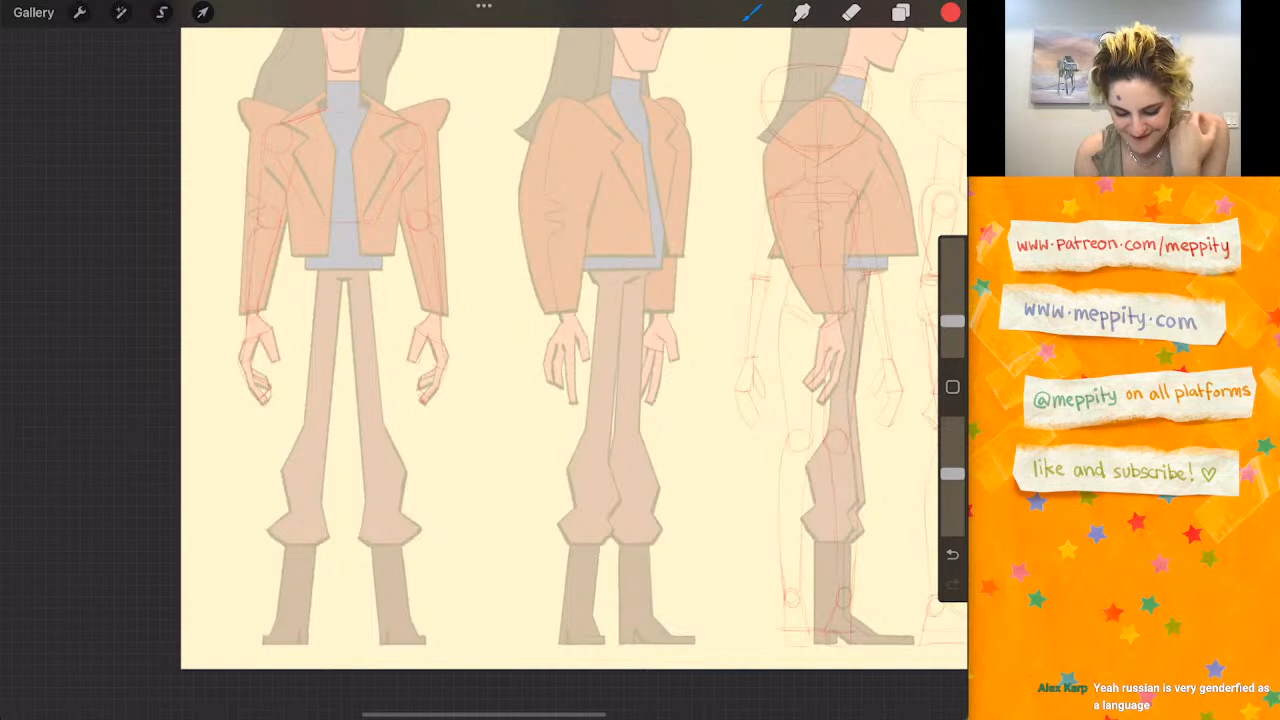 Gallery
www.patreon.com/meppity
www.meppity.com
@meppity on all platforms
like and subscribe! ♡
Alex Karp Yeah russian is very genderfied as
a language